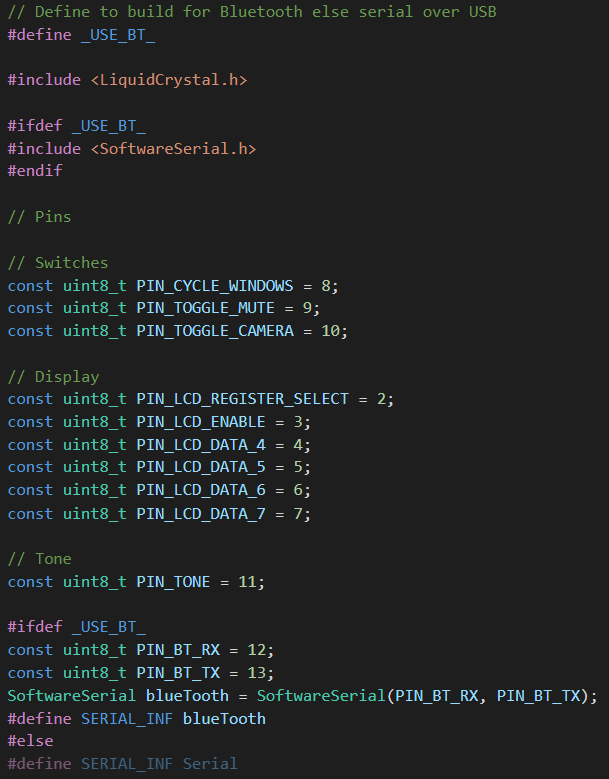 // Define to build for Bluetooth else serial over USB
#define _USE_BT_
#include <LiquidCrystal.h>
#ifdef _USE_BT_
#include <SoftwareSerial.h>
#endif
// Pins
// Switches
const uint8_t PIN_CYCLE_WINDOWS = 8;
const uint8_t PIN_TOGGLE_MUTE = 9;
const uint8_t PIN_TOGGLE_CAMERA = 10;
// Display
const uint8_t PIN_LCD_REGISTER_SELECT = 2;
const uint8_t PIN_LCD_ENABLE = 3;
const uint8_t PIN_LCD_DATA_4 = 4;
const uint8_t PIN_LCD_DATA_5 = 5;
const uint8_t PIN_LCD_DATA_6 = 6;
const uint8_t PIN_LCD_DATA_7 = 7;
// Tone
const uint8_t PIN_TONE = 11;
#ifdef _USE_BT_
const uint8_t PIN_BT_RX = 12;
const uint8_t PIN_BT_TX = 13;
SoftwareSerial blueTooth = SoftwareSerial(PIN_BT_RX, PIN_BT_TX);
#define SERIAL_INF blueTooth
#else
#define SERIAL_INF Serial